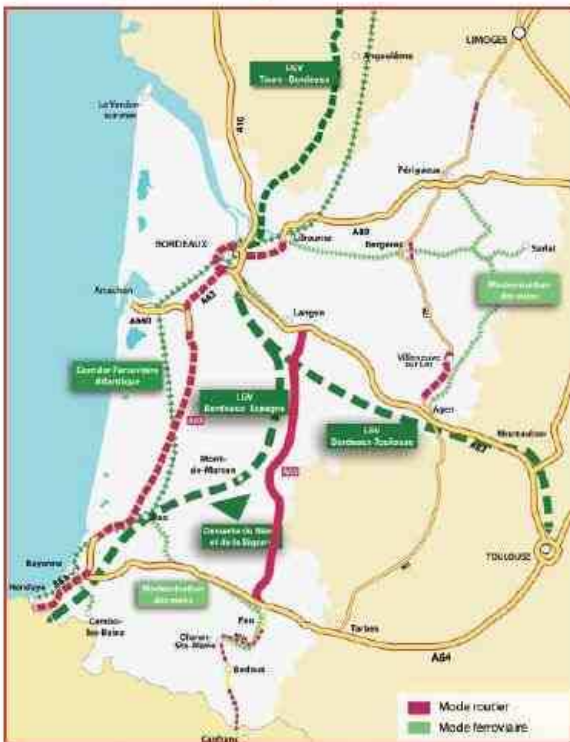 LIMOGES
Angoulême
LGV
Tours - Bordeaux
Le Verdon
sur-mer
A10
Périgueux
A89
Libourne
BORDEAUX
Bergerac
Sarlat
Modernisation
des voies
Arcachon
A660
A63
Langon
Villeneuve
sur Lot
Corridor Ferroviaire
Atlantique
LGV
Bordeaux-Espagne
Agen
LGV
Bordeaux-Toulouse
Montauban
Mont-
de-Marsan
A65
Dax
Desserte du Béarn
et de la Bigorre
TOULOUSE
Bayonne
Hendaye
Modernisation
des voies
Cambo-
les-Bains
Pau
Tarbes
Oloron-
Ste-Marie
A64
Bedous
Canfranc
Mode routier
Mode ferroviaire